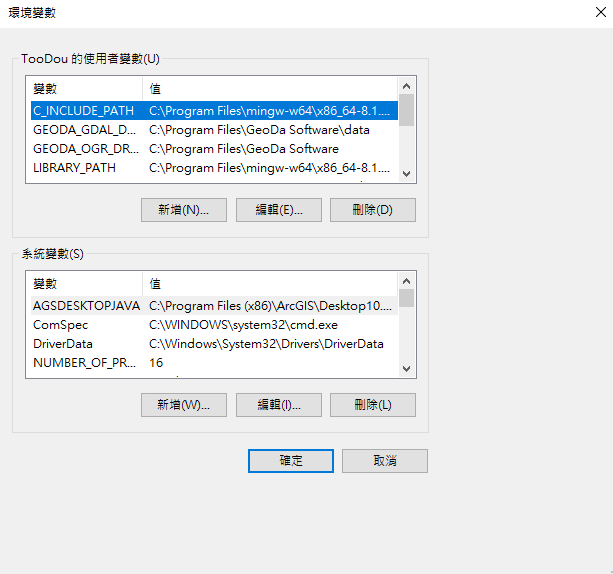 環境變數
TooDou 的使用者變數(U)
變數 值
C_INCLUDE_PATH C:\Program Files\mingw-w64\x86_64-8.1....
GEODA_GDAL_D... C:\Program Files\GeoDa Software\data
GEODA_OGR_DR... C:\Program Files\GeoDa Software
LIBRARY_PATH C:\Program Files\mingw-w64\x86_64-8.1....
新增(N)... 編輯(E)... 刪除(D)
系統變數(S)
變數 值
AGSDESKTOPJAVA C:\Program Files (x86)\ArcGIS\Desktop10....
ComSpec C:\WINDOWS\system32\cmd.exe
DriverData C:\Windows\System32\Drivers\DriverData
NUMBER_OF_PR... 16
新增(W)... 編輯(I)... 刪除(L)
確定 取消